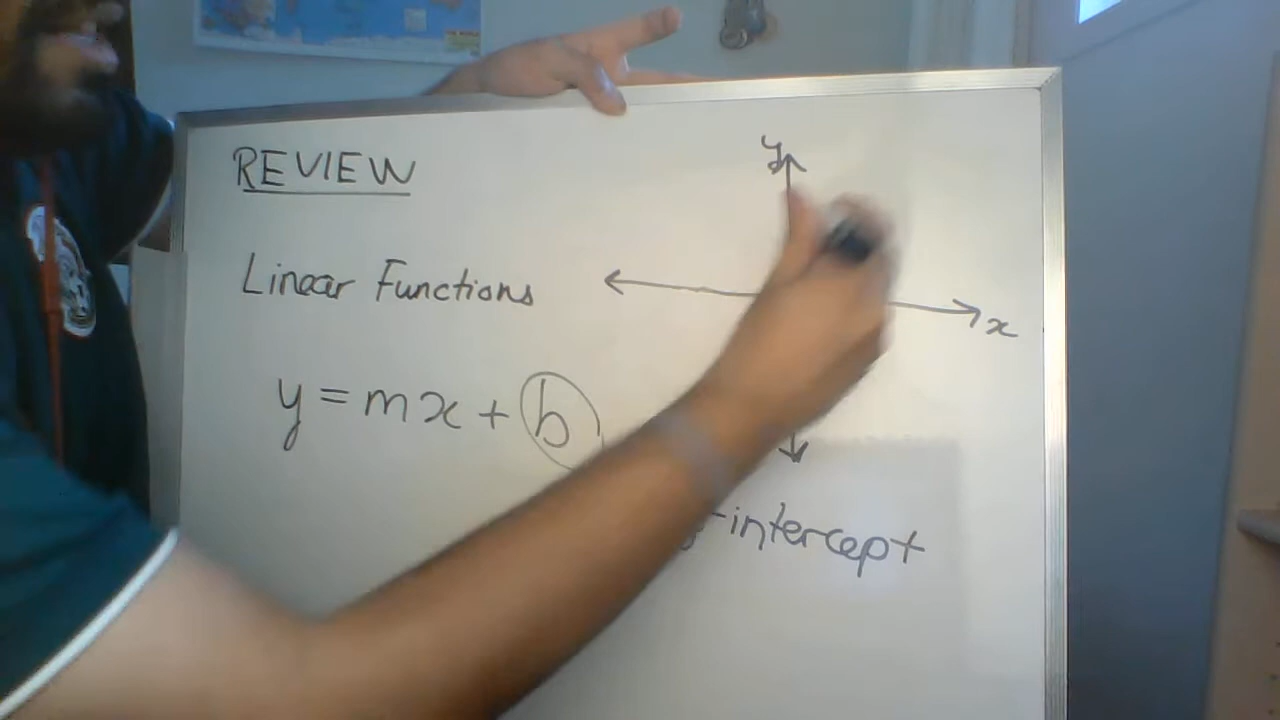 REVIEW
y
Linear Functions
x
y = mx + b
-intercept